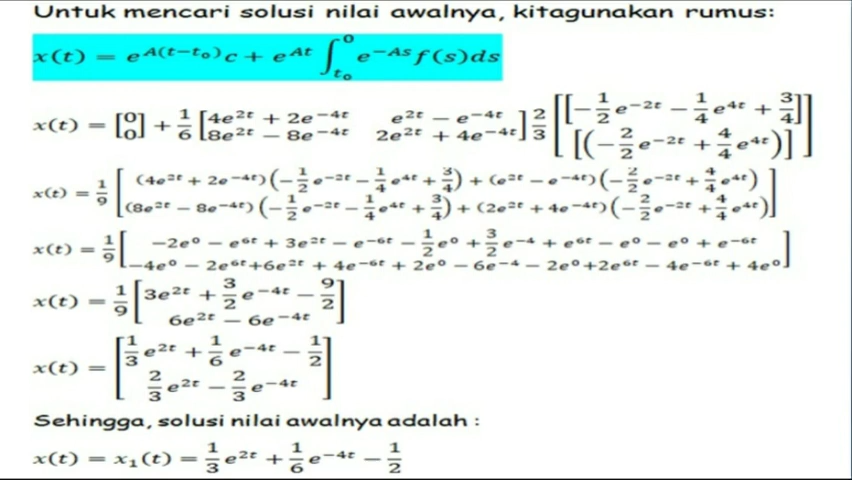 Untuk mencari solusi nilai awalnya, kitagunakan rumus:
x(t) = e^{A(t−t₀)} c + e^{At} ∫_{t₀}^{0} e^{−As} f(s)ds
x(t) = [0; 0] + 1/6 [4e^{2t} + 2e^{−4t}  e^{2t} − e^{−4t}; 8e^{2t} − 8e^{−4t}  2e^{2t} + 4e^{−4t}] 2/3 [[−1/2 e^{−2t} − 1/4 e^{4t} + 3/4]; [(−2/2 e^{−2t} + 4/4 e^{4t})]]
x(t) = 1/9 [(4e^{2t} + 2e^{−4t})(−1/2 e^{−2t} − 1/4 e^{4t} + 3/4) + (e^{2t} − e^{−4t})(−2/2 e^{−2t} + 4/4 e^{4t}); (8e^{2t} − 8e^{−4t})(−1/2 e^{−2t} − 1/4 e^{4t} + 3/4) + (2e^{2t} + 4e^{−4t})(−2/2 e^{−2t} + 4/4 e^{4t})]
x(t) = 1/9 [−2e⁰ − e^{6t} + 3e^{2t} − e^{−6t} − 1/2 e⁰ + 3/2 e^{−4} + e^{6t} − e⁰ − e⁰ + e^{−6t}; −4e⁰ − 2e^{6t} + 6e^{2t} + 4e^{−6t} + 2e⁰ − 6e^{−4} − 2e⁰ + 2e^{6t} − 4e^{−6t} + 4e⁰]
x(t) = 1/9 [3e^{2t} + 3/2 e^{−4t} − 9/2; 6e^{2t} − 6e^{−4t}]
x(t) = [1/3 e^{2t} + 1/6 e^{−4t} − 1/2; 2/3 e^{2t} − 2/3 e^{−4t}]
Sehingga, solusi nilai awalnya adalah :
x(t) = x₁(t) = 1/3 e^{2t} + 1/6 e^{−4t} − 1/2